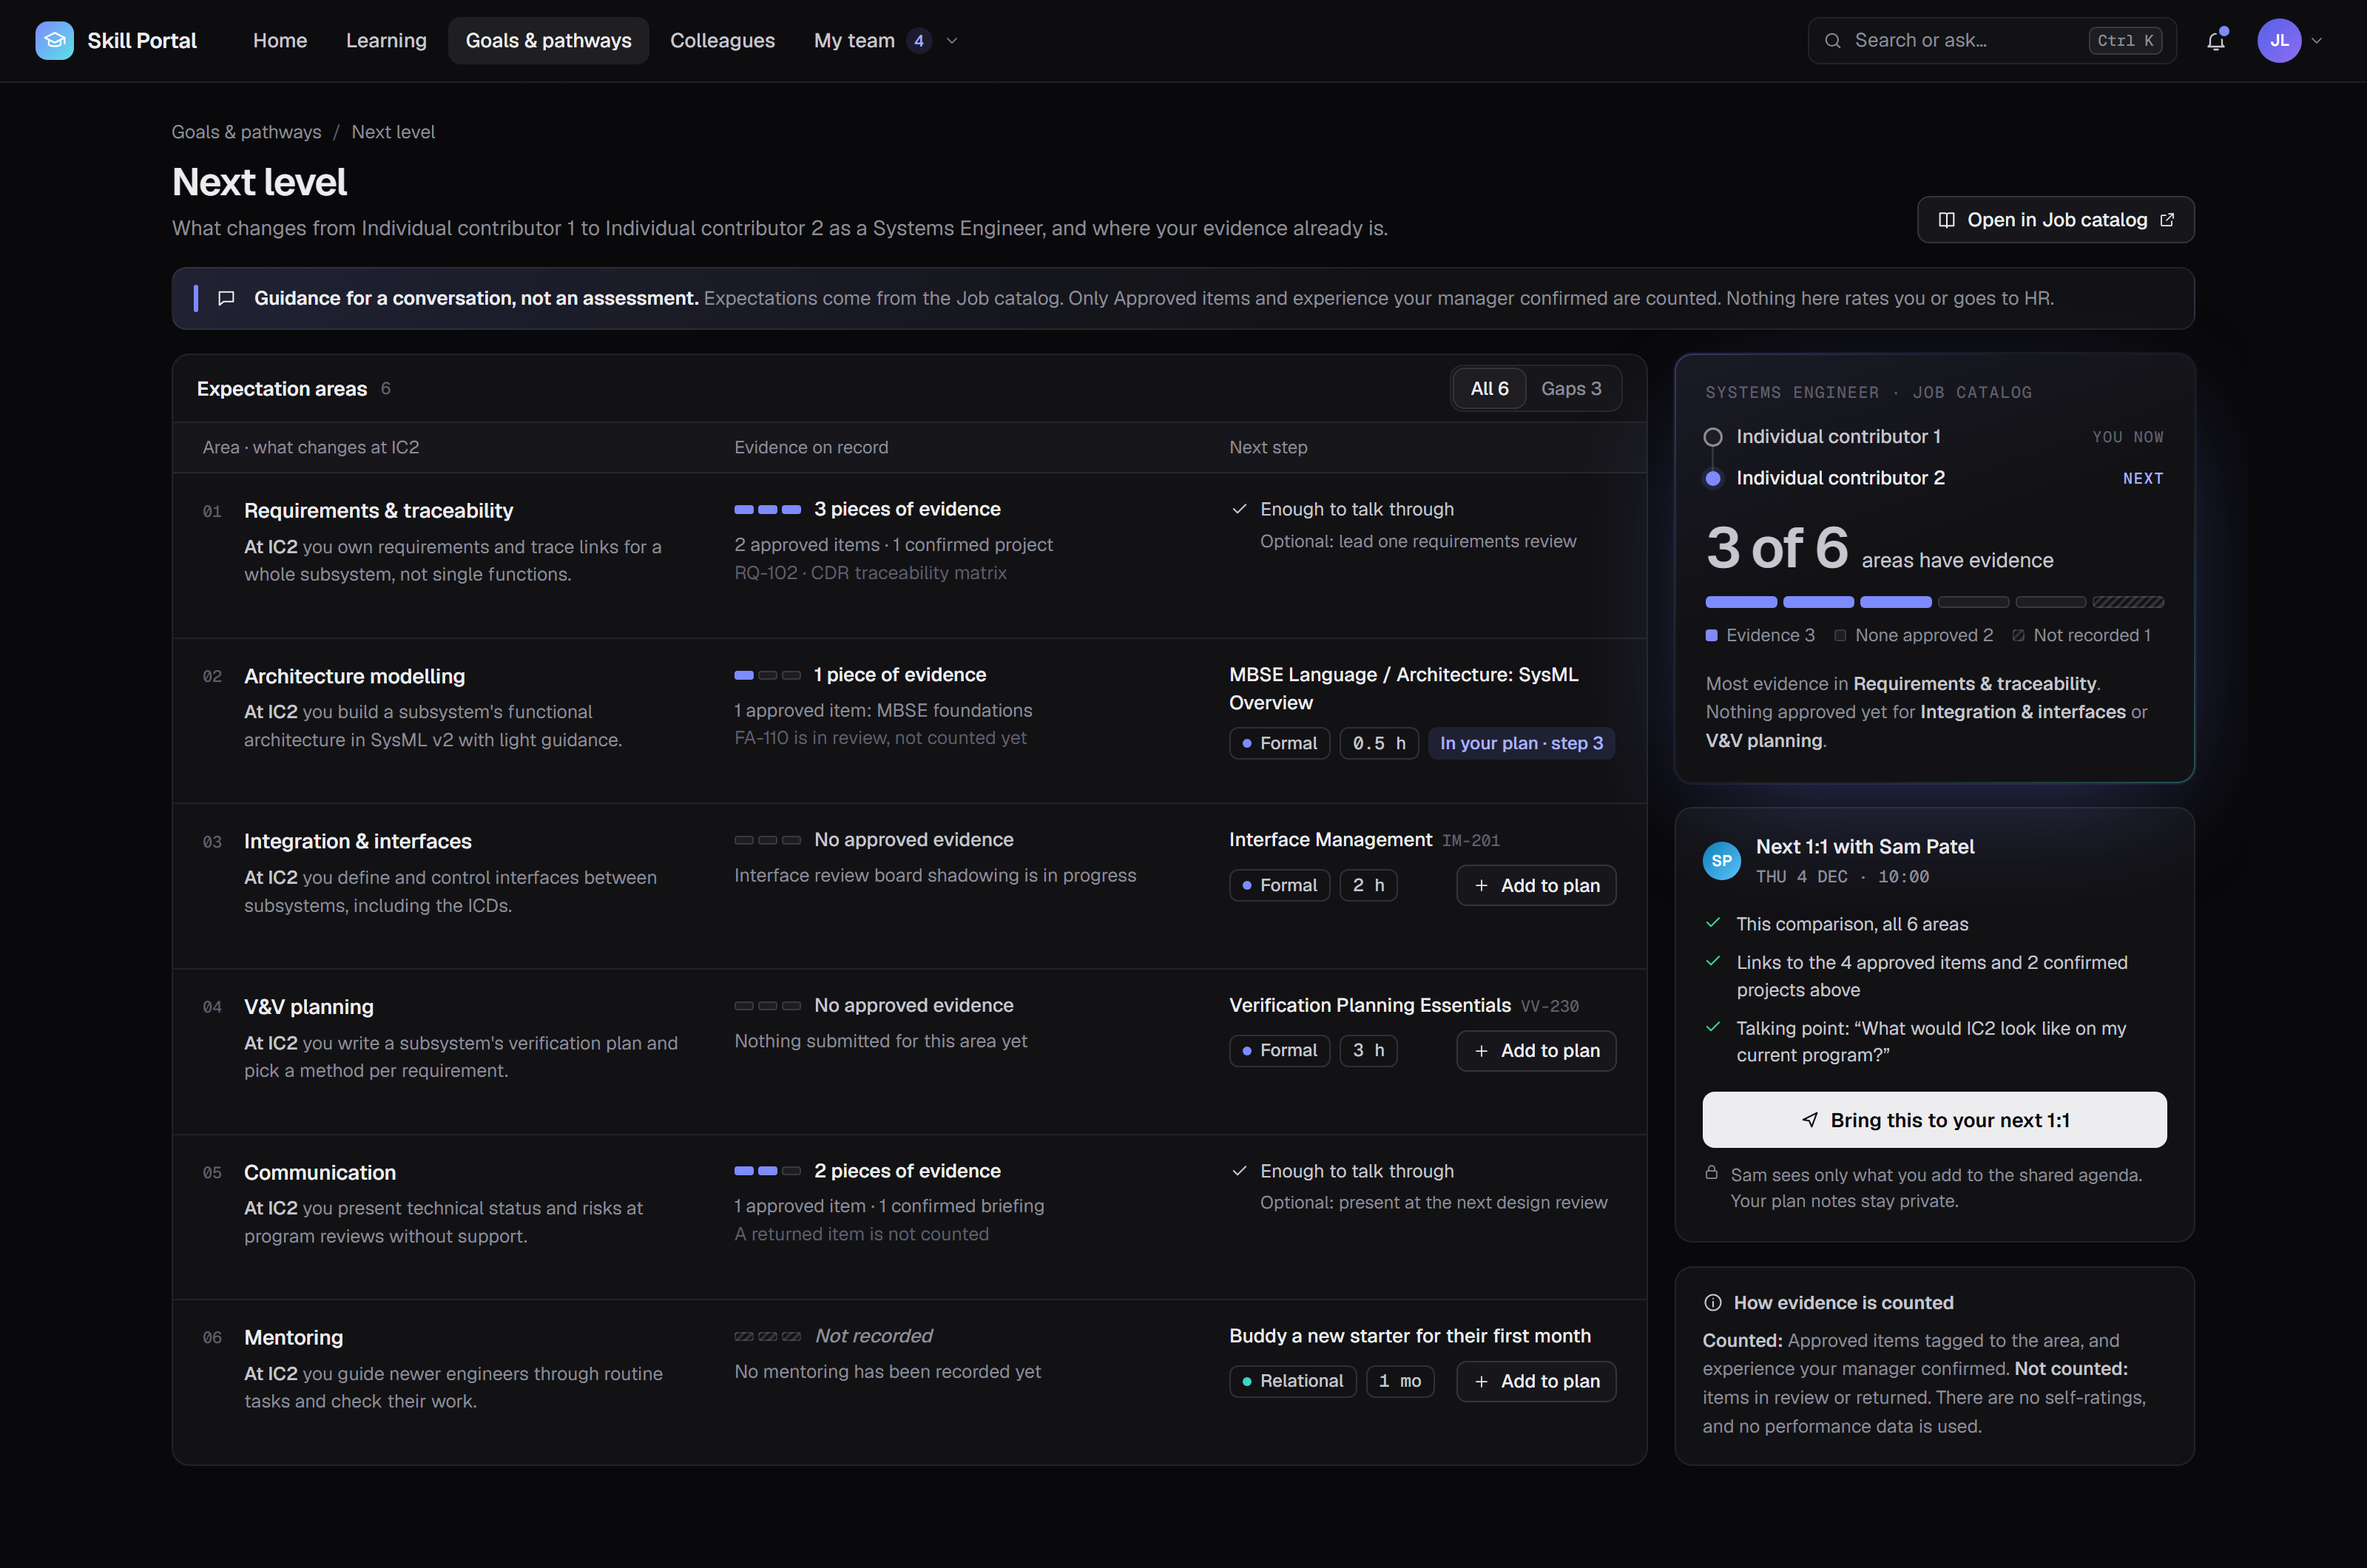 Skill Portal
Home
Learning
Goals & pathways
Colleagues
My team 4
Search or ask...
Ctrl K
JL
Goals & pathways / Next level
Next level
What changes from Individual contributor 1 to Individual contributor 2 as a Systems Engineer, and where your evidence already is.
Open in Job catalog
Guidance for a conversation, not an assessment. Expectations come from the Job catalog. Only Approved items and experience your manager confirmed are counted. Nothing here rates you or goes to HR.
Expectation areas 6
All 6
Gaps 3
Area · what changes at IC2
Evidence on record
Next step
01
Requirements & traceability
At IC2 you own requirements and trace links for a
whole subsystem, not single functions.
3 pieces of evidence
2 approved items · 1 confirmed project
RQ-102 · CDR traceability matrix
Enough to talk through
Optional: lead one requirements review
02
Architecture modelling
At IC2 you build a subsystem's functional
architecture in SysML v2 with light guidance.
1 piece of evidence
1 approved item: MBSE foundations
FA-110 is in review, not counted yet
MBSE Language / Architecture: SysML
Overview
Formal
0.5 h
In your plan · step 3
03
Integration & interfaces
At IC2 you define and control interfaces between
subsystems, including the ICDs.
No approved evidence
Interface review board shadowing is in progress
Interface Management IM-201
Formal
2 h
Add to plan
04
V&V planning
At IC2 you write a subsystem's verification plan and
pick a method per requirement.
No approved evidence
Nothing submitted for this area yet
Verification Planning Essentials VV-230
Formal
3 h
Add to plan
05
Communication
At IC2 you present technical status and risks at
program reviews without support.
2 pieces of evidence
1 approved item · 1 confirmed briefing
A returned item is not counted
Enough to talk through
Optional: present at the next design review
06
Mentoring
At IC2 you guide newer engineers through routine
tasks and check their work.
Not recorded
No mentoring has been recorded yet
Buddy a new starter for their first month
Relational
1 mo
Add to plan
SYSTEMS ENGINEER · JOB CATALOG
Individual contributor 1
YOU NOW
Individual contributor 2
NEXT
3 of 6 areas have evidence
Evidence 3
None approved 2
Not recorded 1
Most evidence in Requirements & traceability.
Nothing approved yet for Integration & interfaces or
V&V planning.
SP
Next 1:1 with Sam Patel
THU 4 DEC · 10:00
This comparison, all 6 areas
Links to the 4 approved items and 2 confirmed
projects above
Talking point: “What would IC2 look like on my
current program?”
Bring this to your next 1:1
Sam sees only what you add to the shared agenda.
Your plan notes stay private.
How evidence is counted
Counted: Approved items tagged to the area, and
experience your manager confirmed. Not counted:
items in review or returned. There are no self-ratings,
and no performance data is used.